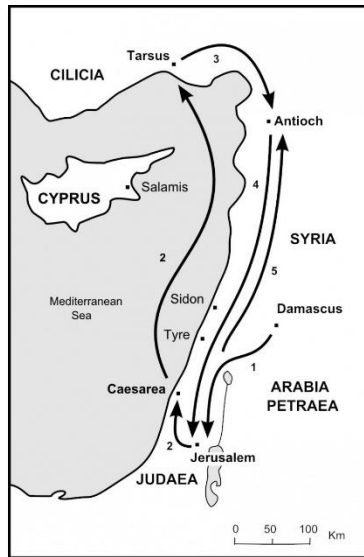 Tarsus
3
CILICIA
Antioch
4
CYPRUS
Salamis
SYRIA
2
5
Sidon
Mediterranean
Sea
Damascus
Tyre
1
Caesarea
ARABIA
PETRAEA
2
Jerusalem
JUDAEA
0 50 100
Km